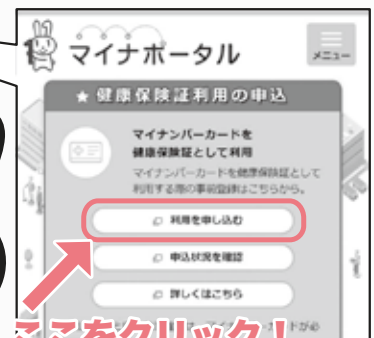 マイナポータル
メニュー
★ 健康保険証利用の申込
マイナンバーカードを
健康保険証として利用
マイナンバーカードを健康保険証として
利用する際の事前登録はこちらから。
利用を申し込む
申込状況を確認
詳しくはこちら
ここをクリック!